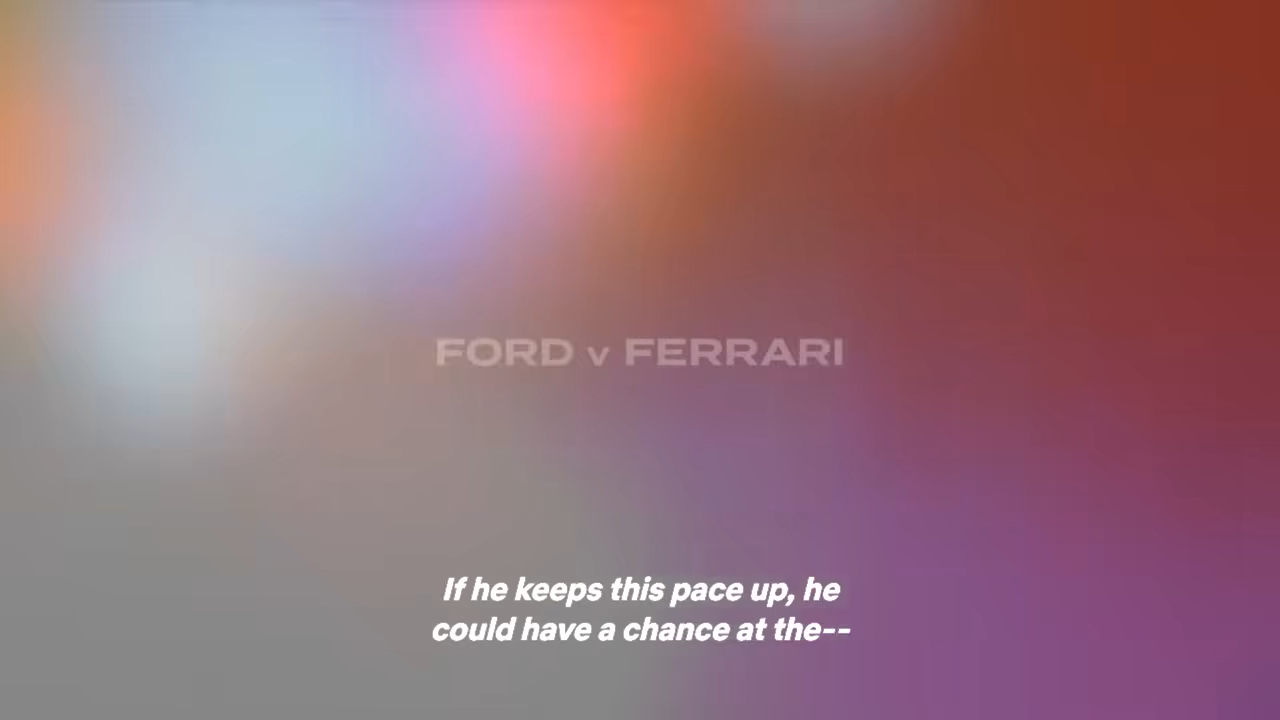 FORD v FERRARI
If he keeps this pace up, he
could have a chance at the--